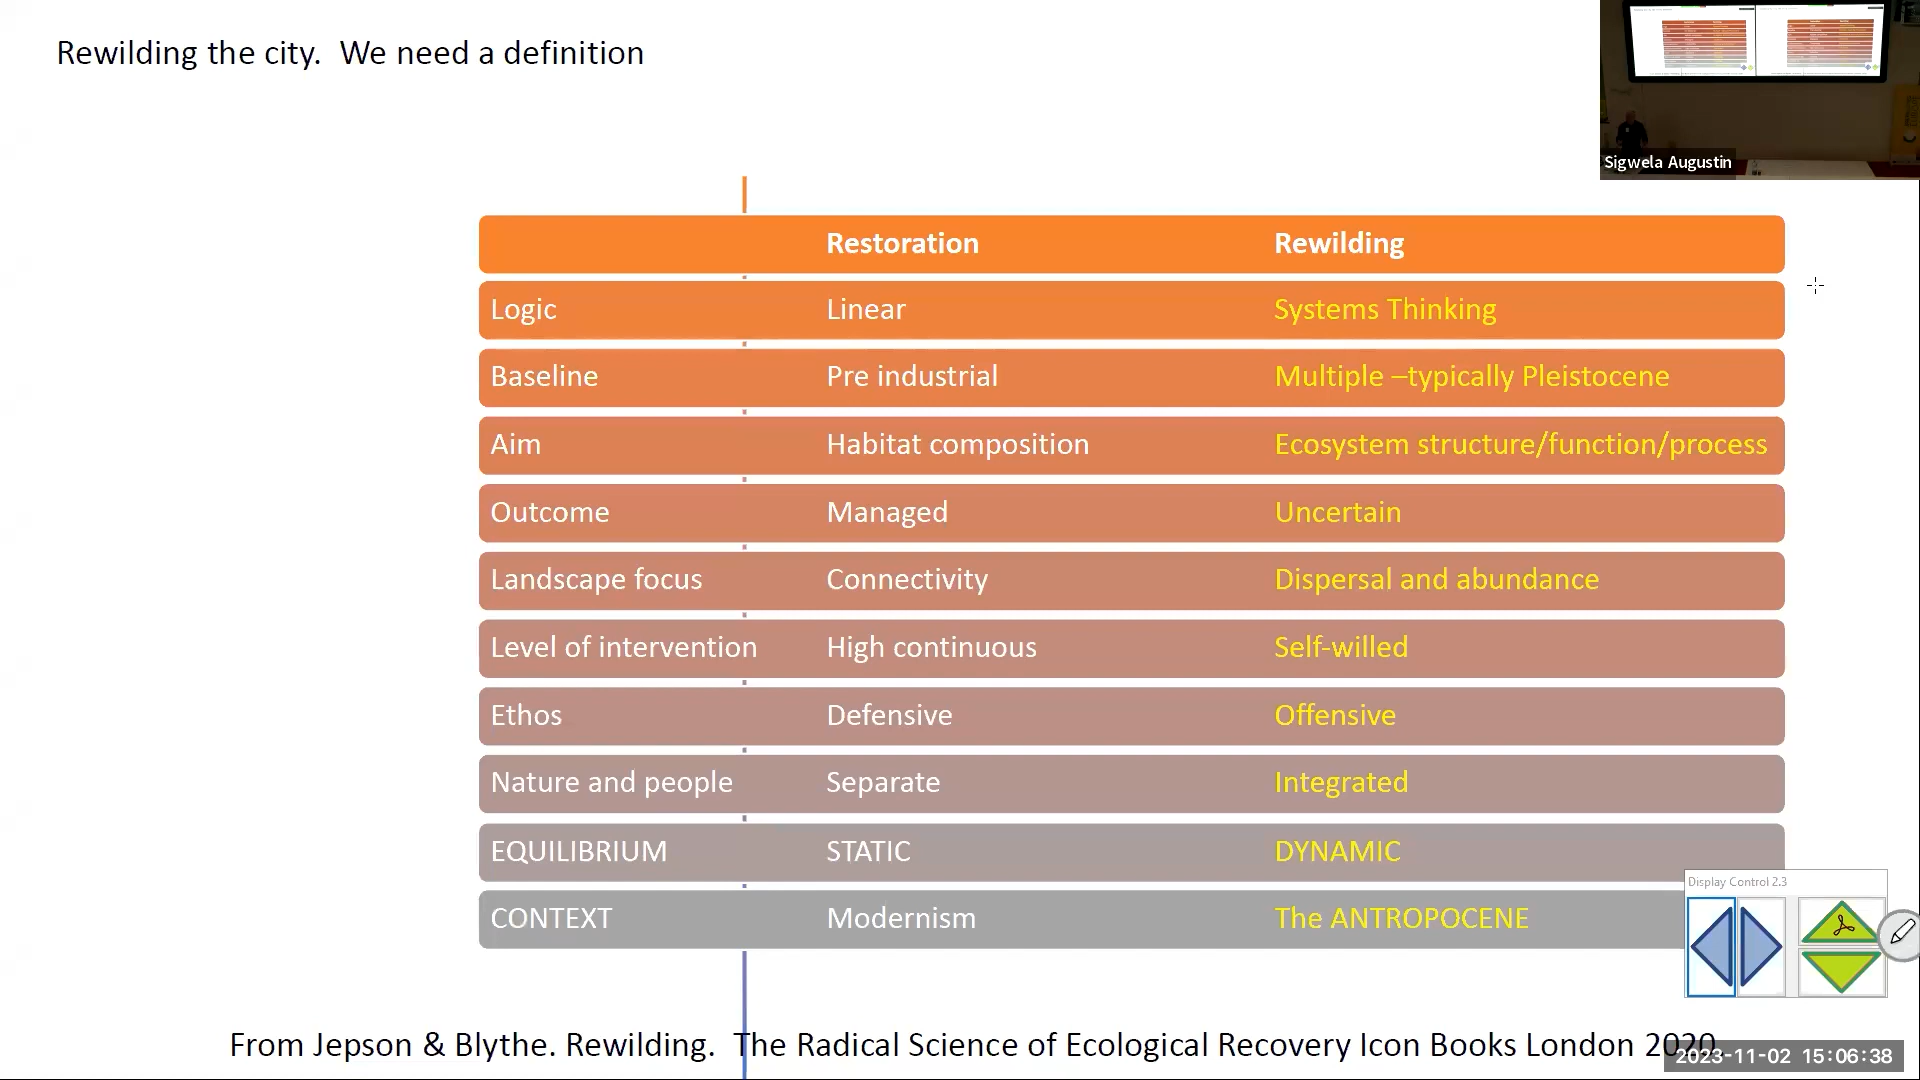 Rewilding the city.  We need a definition
Sigwela Augustin
Restoration Rewilding
Logic Linear Systems Thinking
Baseline Pre industrial Multiple –typically Pleistocene
Aim Habitat composition Ecosystem structure/function/process
Outcome Managed Uncertain
Landscape focus Connectivity Dispersal and abundance
Level of intervention High continuous Self-willed
Ethos Defensive Offensive
Nature and people Separate Integrated
EQUILIBRIUM STATIC DYNAMIC
CONTEXT Modernism The ANTROPOCENE
Display Control 2.3
From Jepson & Blythe. Rewilding.  The Radical Science of Ecological Recovery Icon Books London 2020.
2023-11-02 15:06:38